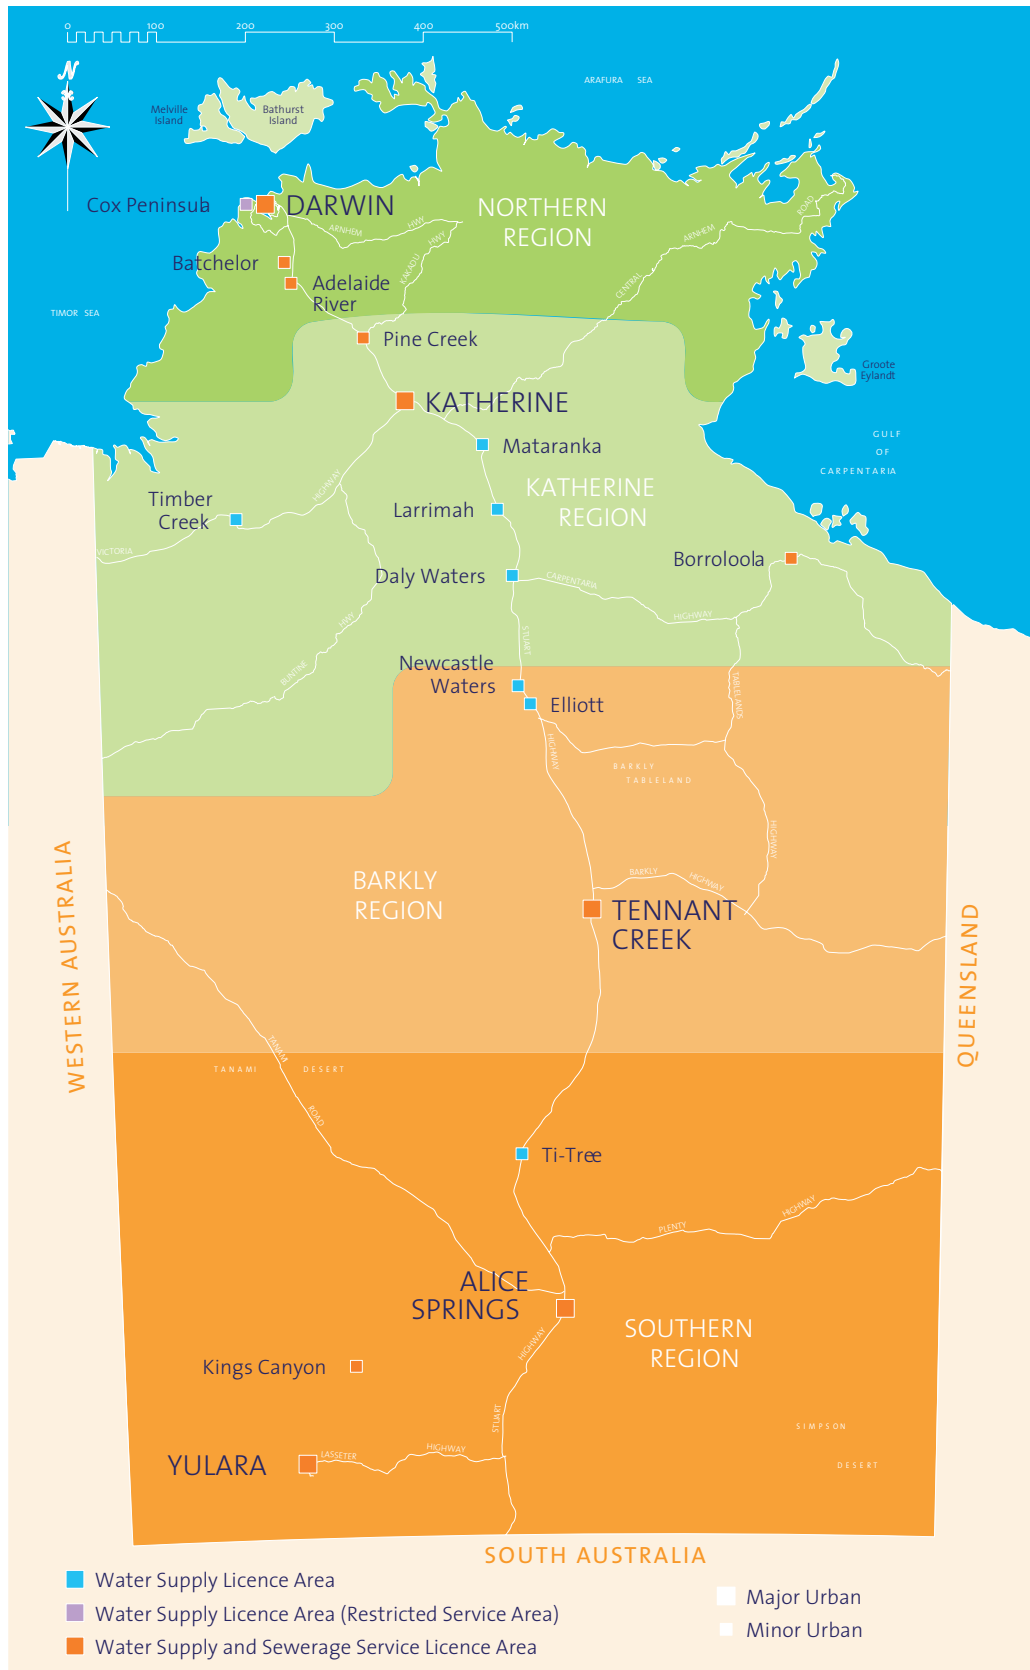 0 100 200 300 400 500km
N
ARAFURA SEA
Melville
Island
Bathurst
Island
Cox Peninsula
DARWIN
NORTHERN
REGION
ARNHEM HWY
KAKADU HWY
CENTRAL ARNHEM ROAD
Batchelor
Adelaide
River
TIMOR SEA
Pine Creek
Groote
Eylandt
KATHERINE
GULF
OF
CARPENTARIA
Mataranka
KATHERINE
REGION
Timber
Creek
Larrimah
VICTORIA HIGHWAY
Borroloola
Daly Waters
CARPENTARIA HIGHWAY
BUNTINE HWY
STUART HIGHWAY
Newcastle
Waters
Elliott
TABLELANDS HIGHWAY
BARKLY
TABLELAND
BARKLY
REGION
BARKLY HIGHWAY
TENNANT
CREEK
WESTERN AUSTRALIA
QUEENSLAND
TANAMI DESERT
TANAM ROAD
Ti-Tree
PLENTY HIGHWAY
ALICE
SPRINGS
SOUTHERN
REGION
Kings Canyon
STUART HIGHWAY
SIMPSON
DESERT
YULARA
LASSETER HIGHWAY
SOUTH AUSTRALIA
Water Supply Licence Area
Water Supply Licence Area (Restricted Service Area)
Water Supply and Sewerage Service Licence Area
Major Urban
Minor Urban